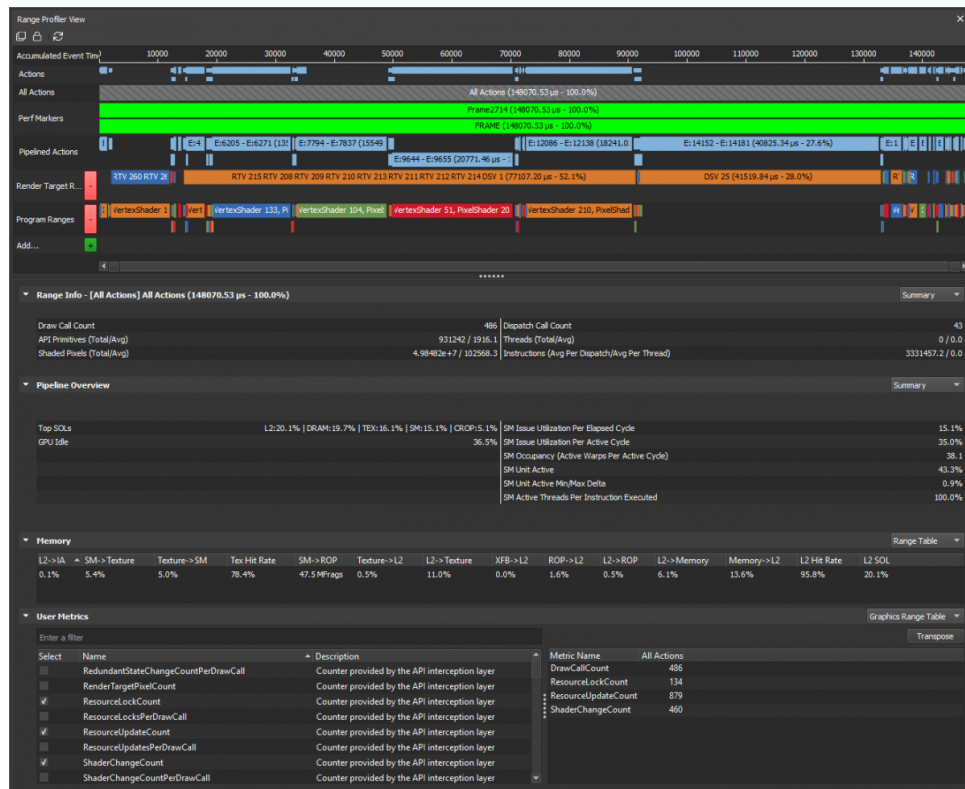 Range Profiler View
Accumulated Event Tim 10000 20000 30000 40000 50000 60000 70000 80000 90000 100000 110000 120000 130000 140000
Actions
All Actions All Actions (148070.53 µs - 100.0%)
Perf Markers
Frame2714 (148070.53 µs - 100.0%)
FRAME (148070.53 µs - 100.0%)
Pipelined Actions E:4 E:6205 - E:6271 (13 E:7794 - E:7837 (15549 E:12086 - E:12138 (18241.0 E:14152 - E:14181 (40825.34 µs - 27.6%) E:1 E E
E:9644 - E:9655 (20771.46 µs -
Render Target R... RTV 260 RTV 26 RTV 215 RTV 208 RTV 209 RTV 210 RTV 213 RTV 211 RTV 212 RTV 214 DSV 1 (77107.20 µs - 52.1%) DSV 25 (41519.84 µs - 28.0%)
Program Ranges VertexShader 1 Vert VertexShader 133, Pi VertexShader 104, Pixel VertexShader 51, PixelShader 20 VertexShader 210, PixelShad
Add...
Range Info - [All Actions] All Actions (148070.53 µs - 100.0%) Summary
Draw Call Count 486 Dispatch Call Count 43
API Primitives (Total/Avg) 931242 / 1916.1 Threads (Total/Avg) 0 / 0.0
Shaded Pixels (Total/Avg) 4.98482e+7 / 102568.3 Instructions (Avg Per Dispatch/Avg Per Thread) 3331457.2 / 0.0
Pipeline Overview Summary
Top SOLs L2:20.1% | DRAM:19.7% | TEX:16.1% | SM:15.1% | CROP:5.1% SM Issue Utilization Per Elapsed Cycle 15.1%
GPU Idle 36.5% SM Issue Utilization Per Active Cycle 35.0%
SM Occupancy (Active Warps Per Active Cycle) 38.1
SM Unit Active 43.3%
SM Unit Active Min/Max Delta 0.9%
SM Active Threads Per Instruction Executed 100.0%
Memory Range Table
L2->IA SM->Texture Texture->SM Tex Hit Rate SM->ROP Texture->L2 L2->Texture XFB->L2 ROP->L2 L2->ROP L2->Memory Memory->L2 L2 Hit Rate L2 SOL
0.1% 5.4% 5.0% 78.4% 47.5 MFrags 0.5% 11.0% 0.0% 1.6% 0.5% 6.1% 13.6% 95.8% 20.1%
User Metrics Graphics Range Table
Enter a filter Transpose
Select Name Description Metric Name All Actions
RedundantStateChangeCountPerDrawCall Counter provided by the API interception layer DrawCallCount 486
RenderTargetPixelCount Counter provided by the API interception layer ResourceLockCount 134
ResourceLockCount Counter provided by the API interception layer ResourceUpdateCount 879
ResourceLocksPerDrawCall Counter provided by the API interception layer ShaderChangeCount 460
ResourceUpdateCount Counter provided by the API interception layer
ResourceUpdatesPerDrawCall Counter provided by the API interception layer
ShaderChangeCount Counter provided by the API interception layer
ShaderChangeCountPerDrawCall Counter provided by the API interception layer